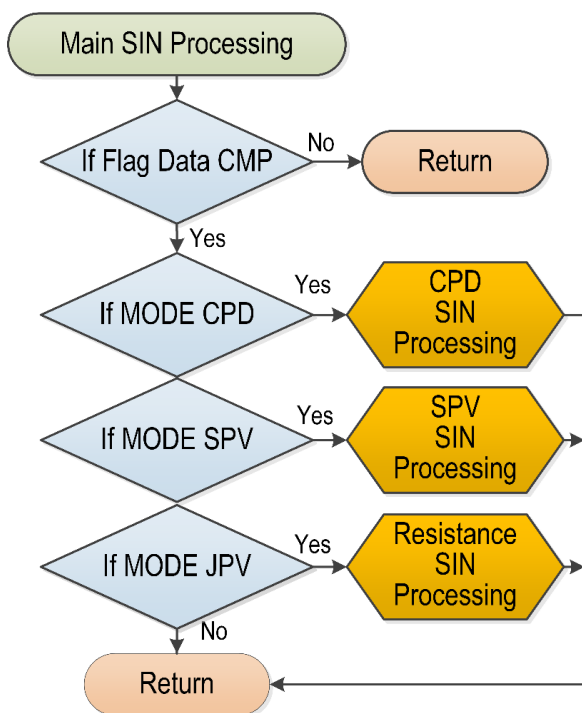 Main SIN Processing
If Flag Data CMP
No
Return
Yes
If MODE CPD
Yes
CPD
SIN
Processing
If MODE SPV
Yes
SPV
SIN
Processing
If MODE JPV
Yes
Resistance
SIN
Processing
No
Return